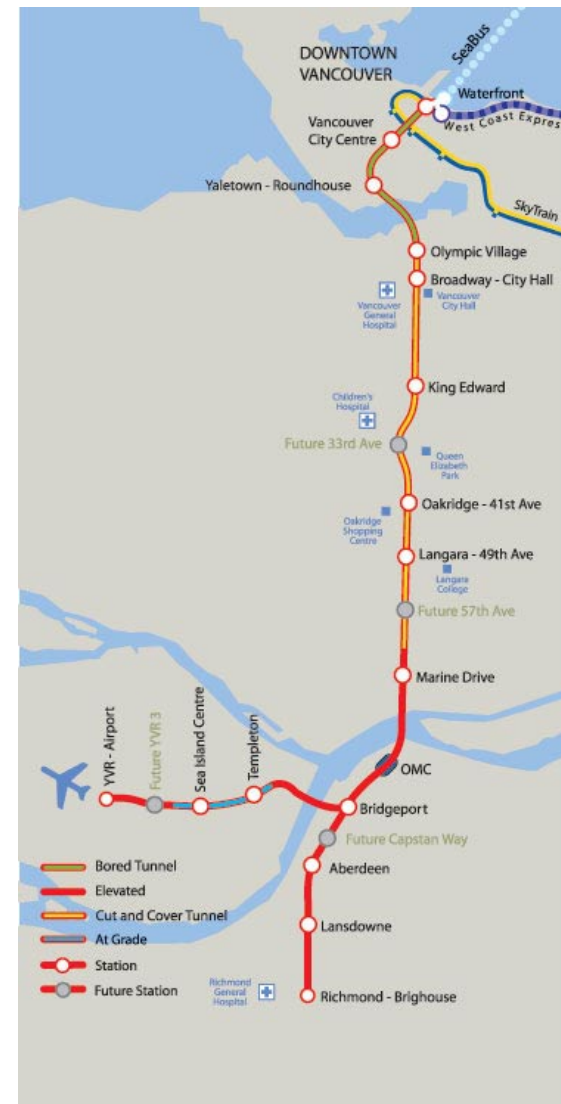 DOWNTOWN
VANCOUVER
SeaBus
Waterfront
West Coast Express
Vancouver
City Centre
SkyTrain
Yaletown - Roundhouse
Olympic Village
Broadway - City Hall
Vancouver
General
Hospital
Vancouver
City Hall
King Edward
Children's
Hospital
Future 33rd Ave
Queen
Elizabeth
Park
Oakridge - 41st Ave
Oakridge
Shopping
Centre
Langara - 49th Ave
Langara
College
Future 57th Ave
Marine Drive
YVR - Airport
Future YVR 3
Sea Island Centre
Templeton
OMC
Bridgeport
Future Capstan Way
Aberdeen
Lansdowne
Richmond - Brighouse
Richmond
General
Hospital
Bored Tunnel
Elevated
Cut and Cover Tunnel
At Grade
Station
Future Station